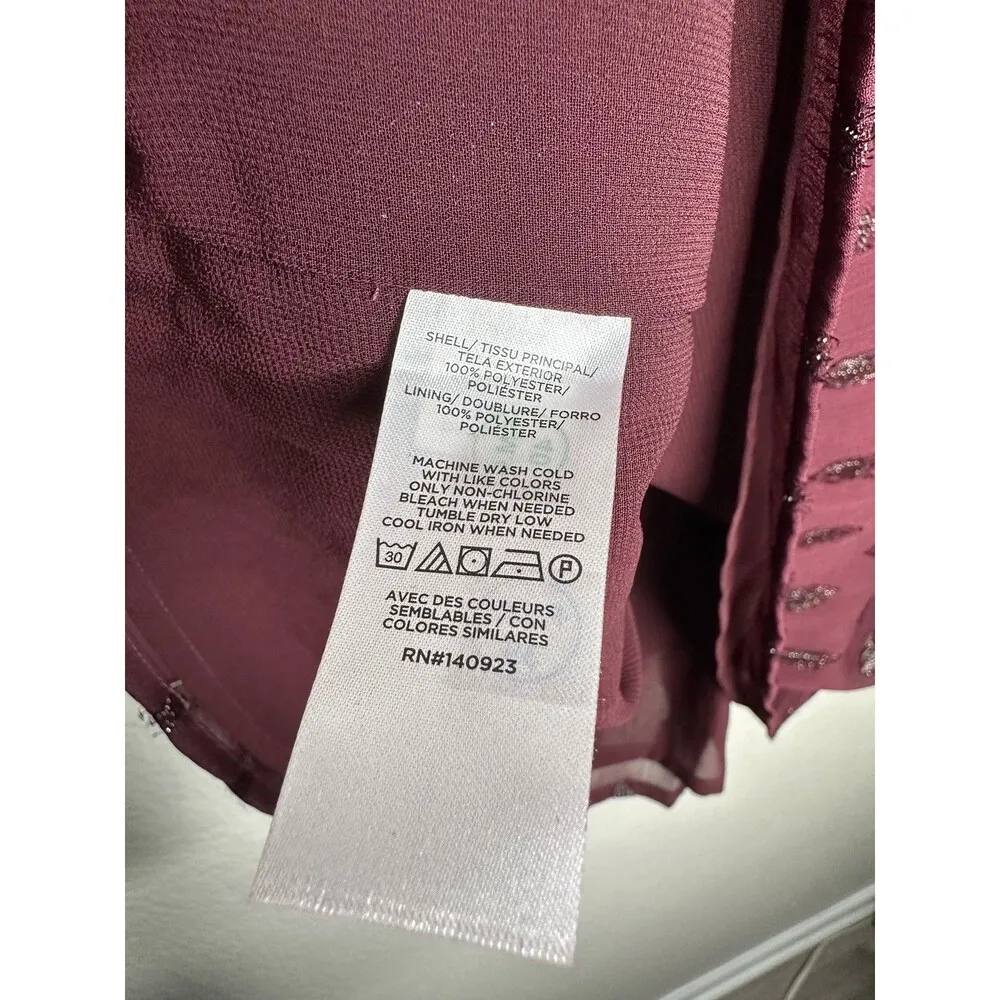 SHELL/ TISSU PRINCIPAL/
TELA EXTERIOR
100% POLYESTER/
POLIÉSTER
LINING/ DOUBLURE/ FORRO
100% POLYESTER/
POLIÉSTER
MACHINE WASH COLD
WITH LIKE COLORS
ONLY NON-CHLORINE
BLEACH WHEN NEEDED
TUMBLE DRY LOW
COOL IRON WHEN NEEDED
30 P
AVEC DES COULEURS
SEMBLABLES / CON
COLORES SIMILARES
RN#140923